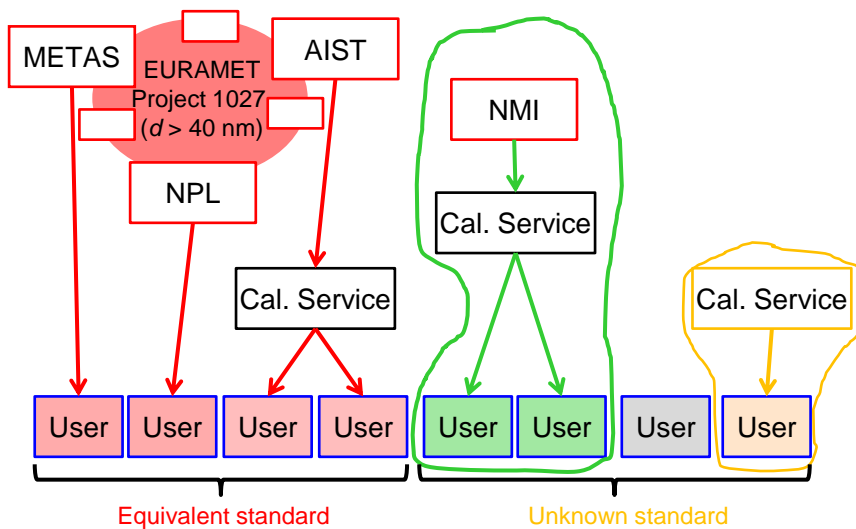 METAS
EURAMET
Project 1027
(d > 40 nm)
AIST
NPL
NMI
Cal. Service
Cal. Service
Cal. Service
User
User
User
User
User
User
User
User
Equivalent standard
Unknown standard